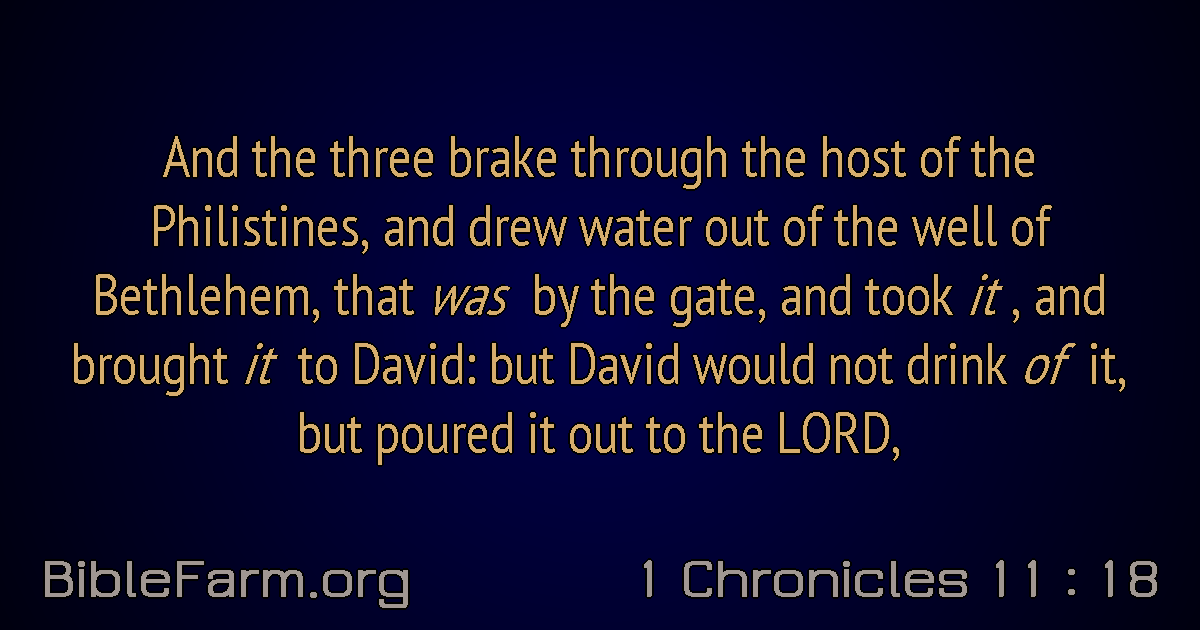 And the three brake through the host of the
Philistines, and drew water out of the well of
Bethlehem, that was by the gate, and took it , and
brought it to David: but David would not drink of it,
but poured it out to the LORD,
BibleFarm.org
1 Chronicles 11 : 18